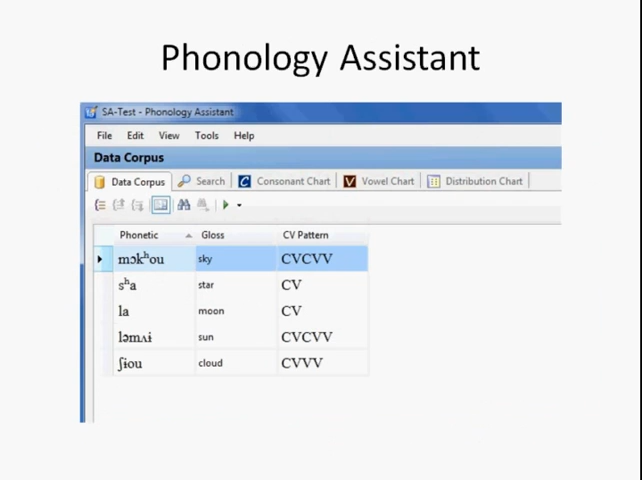 Phonology Assistant
SA-Test - Phonology Assistant
File Edit View Tools Help
Data Corpus
Data Corpus Search Consonant Chart Vowel Chart Distribution Chart
Phonetic Gloss CV Pattern
mɔkʰou sky CVCVV
sʰa star CV
la moon CV
ləmʌi sun CVCVV
ʃɨou cloud CVVV